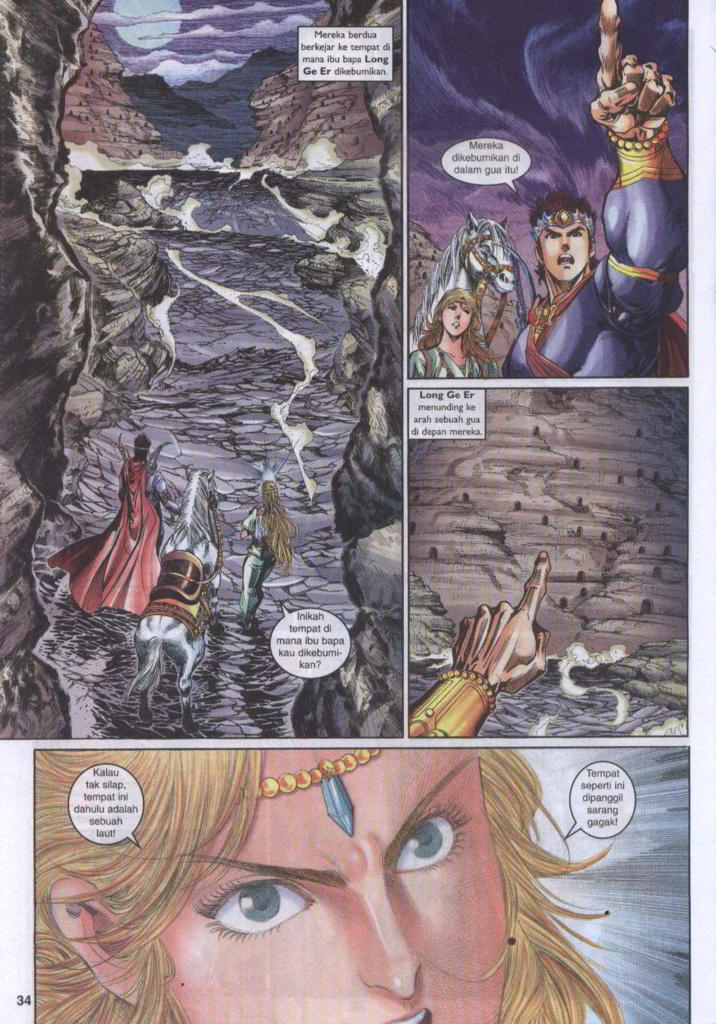 Mereka berdua
berkejar ke tempat di
mana ibu bapa Long
Ge Er dikebumikan.
Inikah
tempat di
mana ibu bapa
kau dikebumi-
kan?
Mereka
dikebumikan di
dalam gua itu!
Long Ge Er
menunding ke
arah sebuah gua
di depan mereka.
Kalau
tak silap,
tempat ini
dahulu adalah
sebuah
laut!
Tempat
seperti ini
dipanggil
sarang
gagak!
34